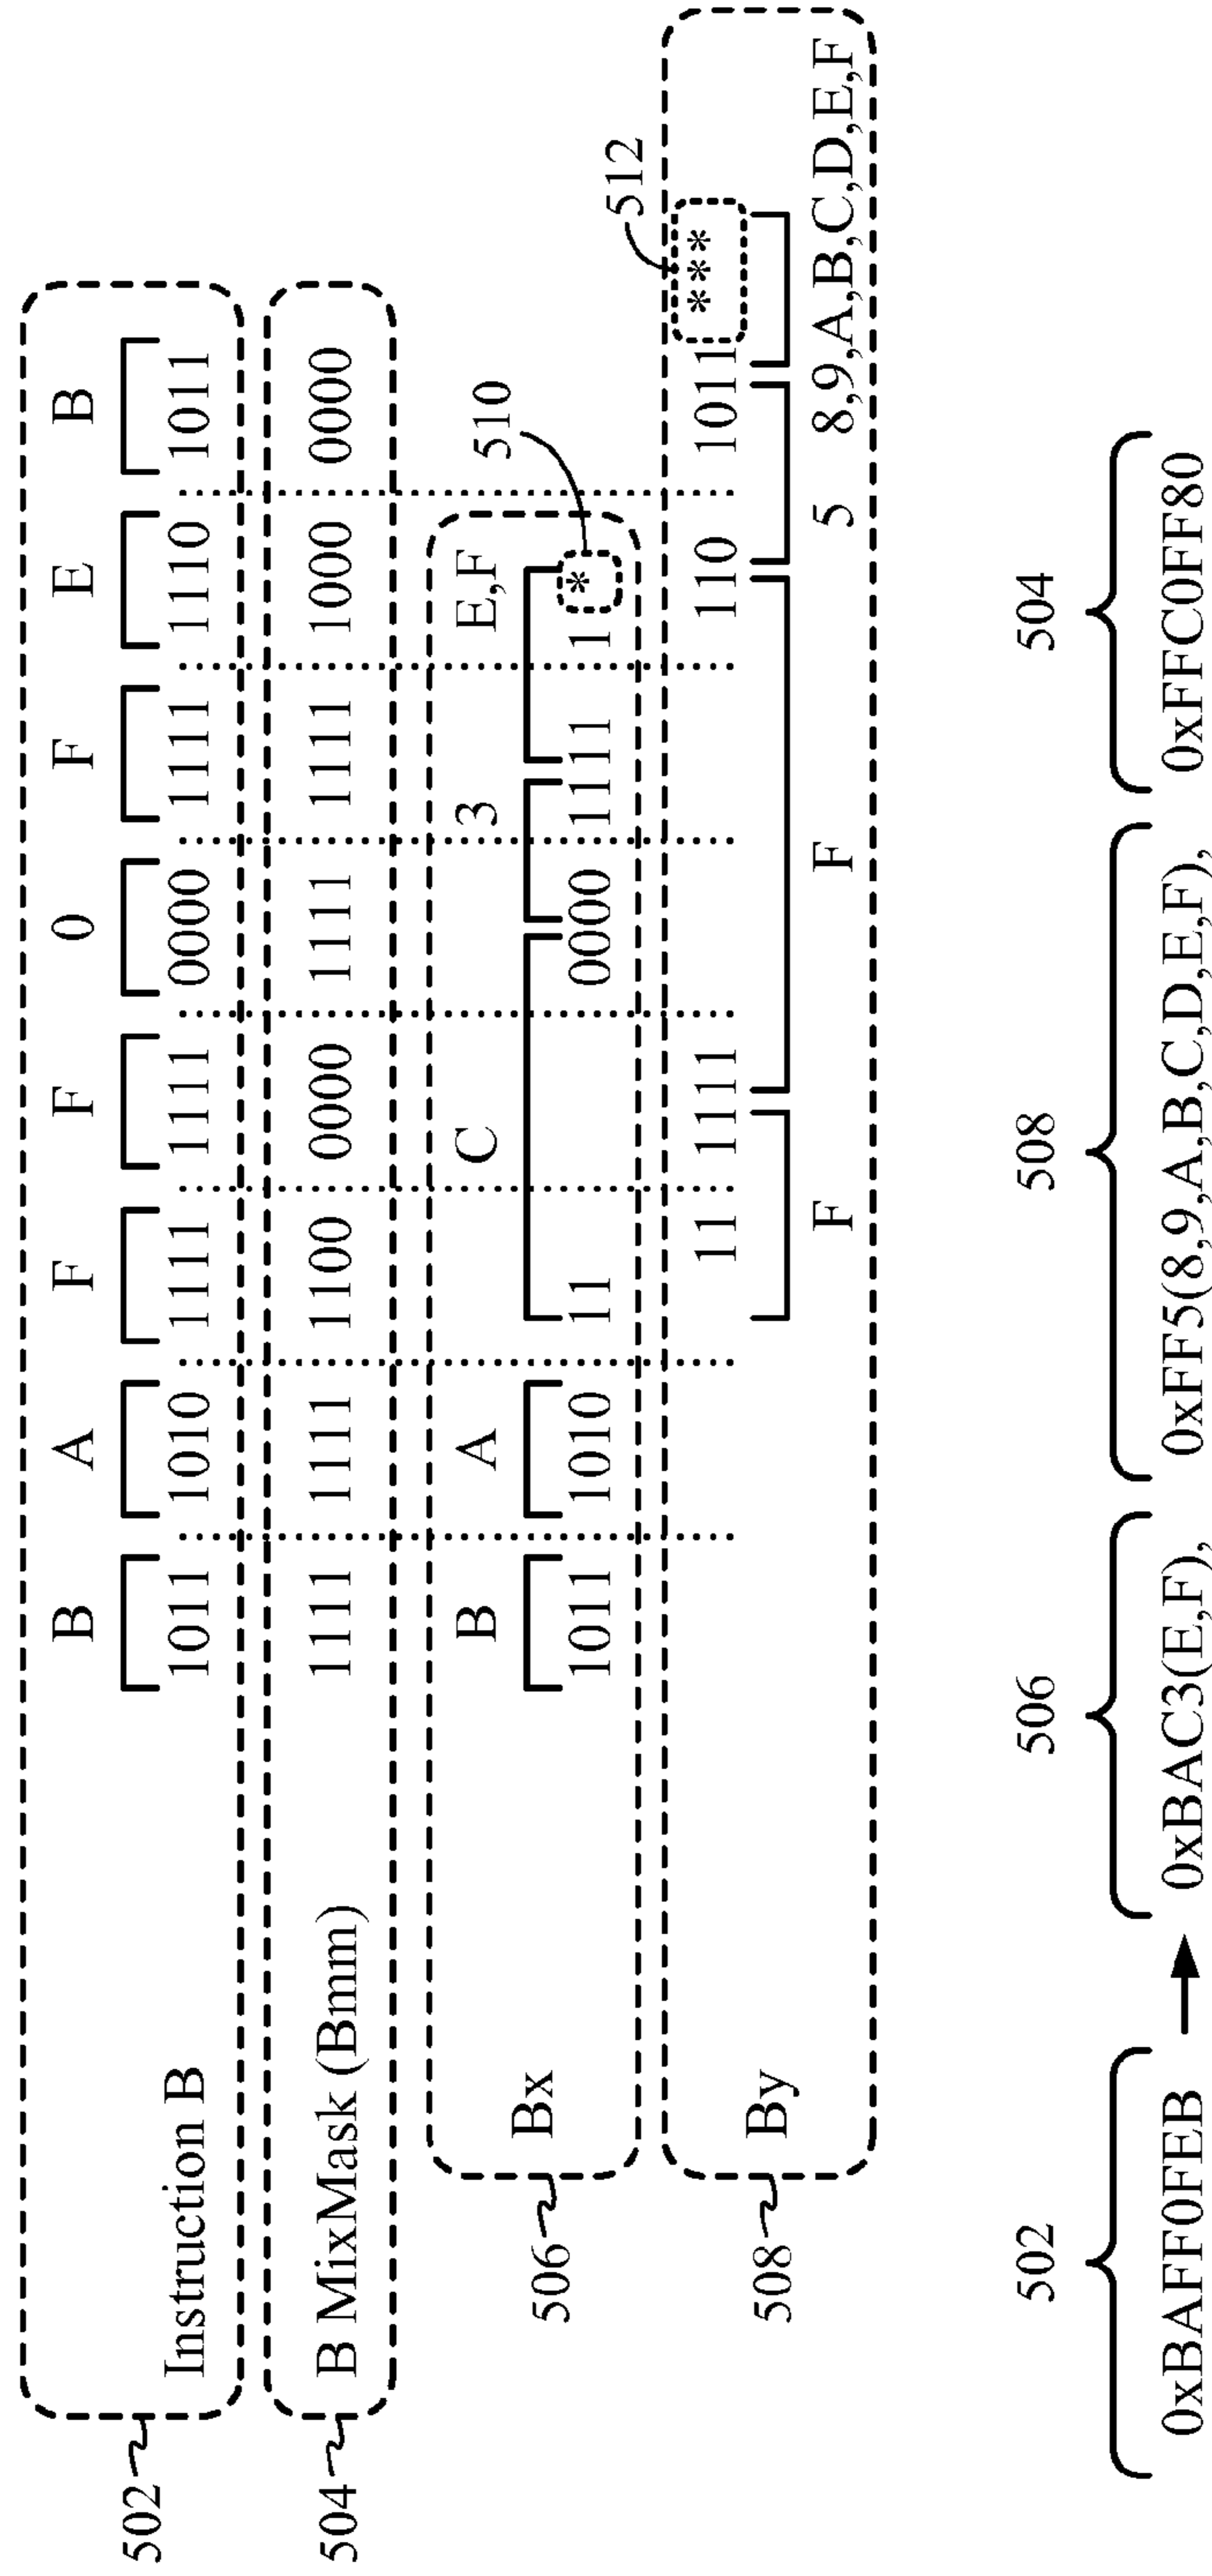 B A F F 0 F E B
502 Instruction B 1011 1010 1111 1111 0000 1111 1110 1011
504 B MixMask (Bmm) 1111 1111 1100 0000 1111 1111 1000 0000
B A C 3 E,F 510
506 Bx 1011 1010 11 0000 1111 1 *
512
508 By 11 1111 110 1011 ***
F F 5 8,9,A,B,C,D,E,F
502 506 508 504
0xBAFF0FEB → 0xBAC3(E,F), 0xFF5(8,9,A,B,C,D,E,F), 0xFFC0FF80